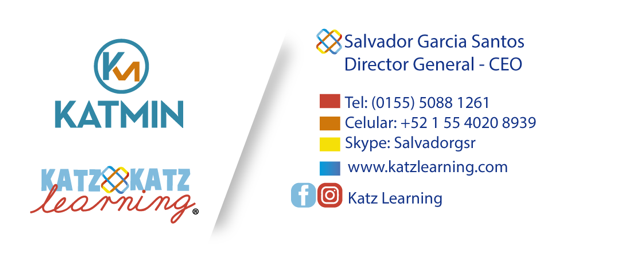 KM
KATMIN
KATZ KATZ
learning®
Salvador Garcia Santos
Director General - CEO
Tel: (0155) 5088 1261
Celular: +52 1 55 4020 8939
Skype: Salvadorgsr
www.katzlearning.com
f Katz Learning